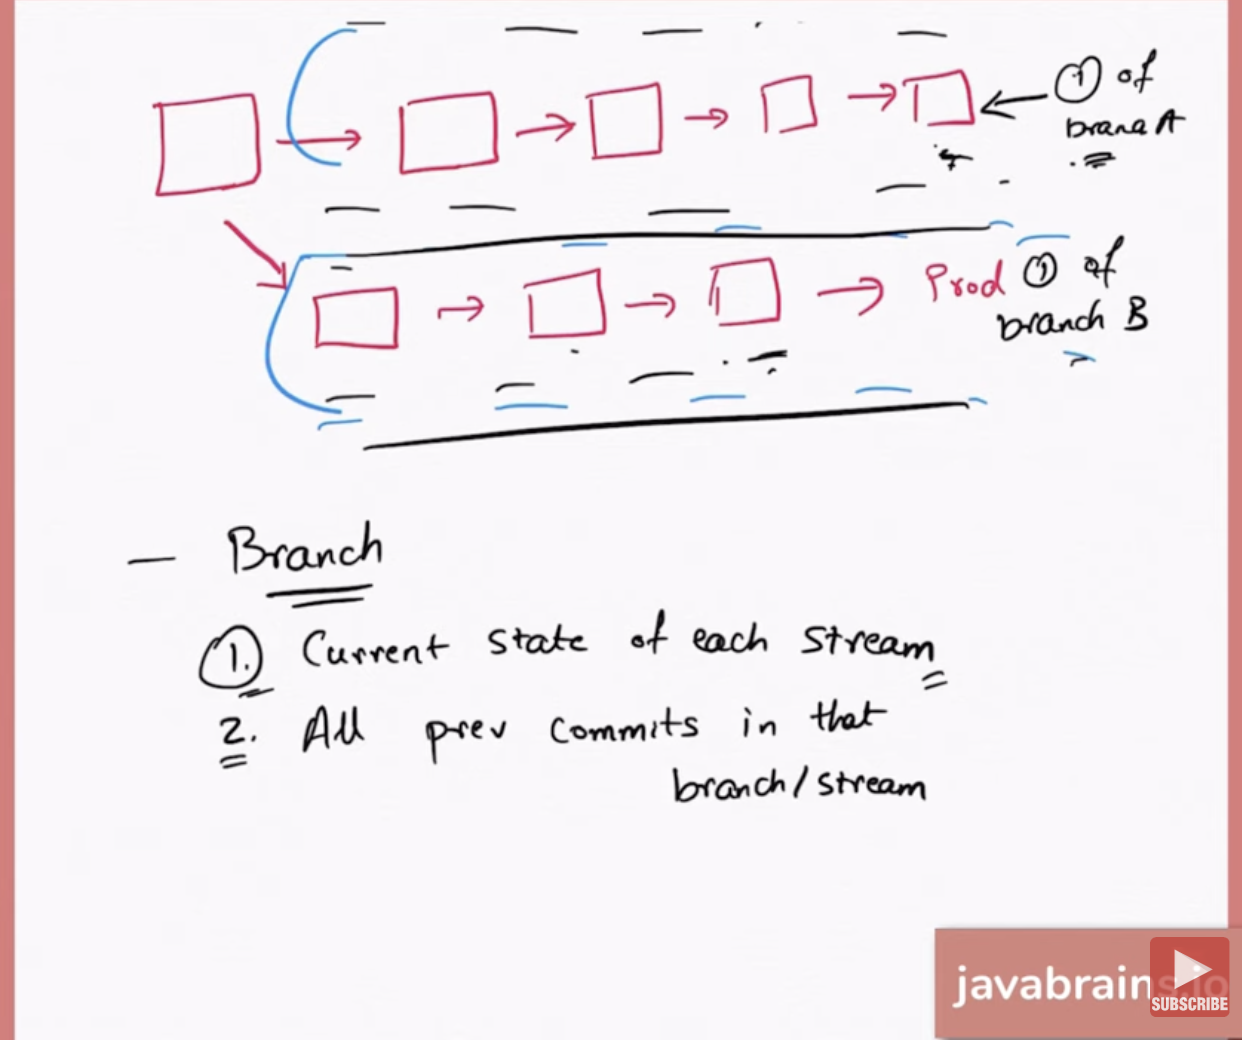 ① of
brana A
Prod ① of
branch B
— Branch
①. Current state of each stream
2. All prev commits in that
branch/stream
javabrains.io
SUBSCRIBE